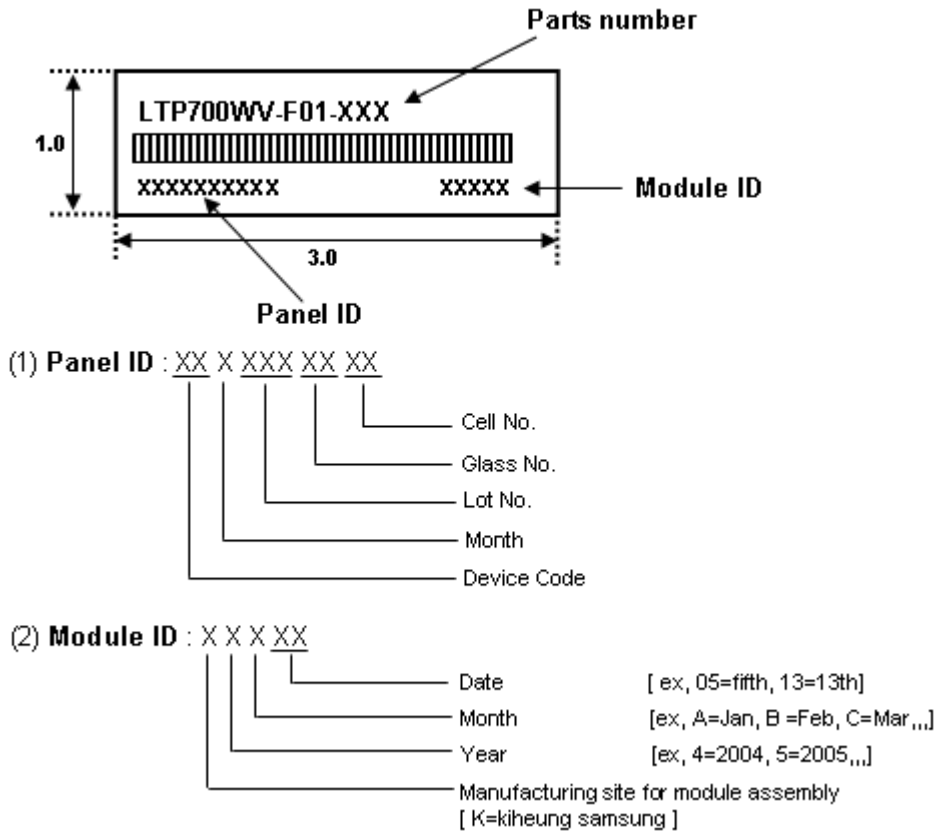 Parts number
LTP700WV-F01-XXX
1.0
XXXXXXXXXX XXXXX
Module ID
3.0
Panel ID
(1) Panel ID : XX X XXX XX XX
Cell No.
Glass No.
Lot No.
Month
Device Code
(2) Module ID : X X X XX
Date [ ex, 05=fifth, 13=13th]
Month [ex, A=Jan, B =Feb, C=Mar,,,]
Year [ex, 4=2004, 5=2005,,,]
Manufacturing site for module assembly
[ K=kiheung samsung ]